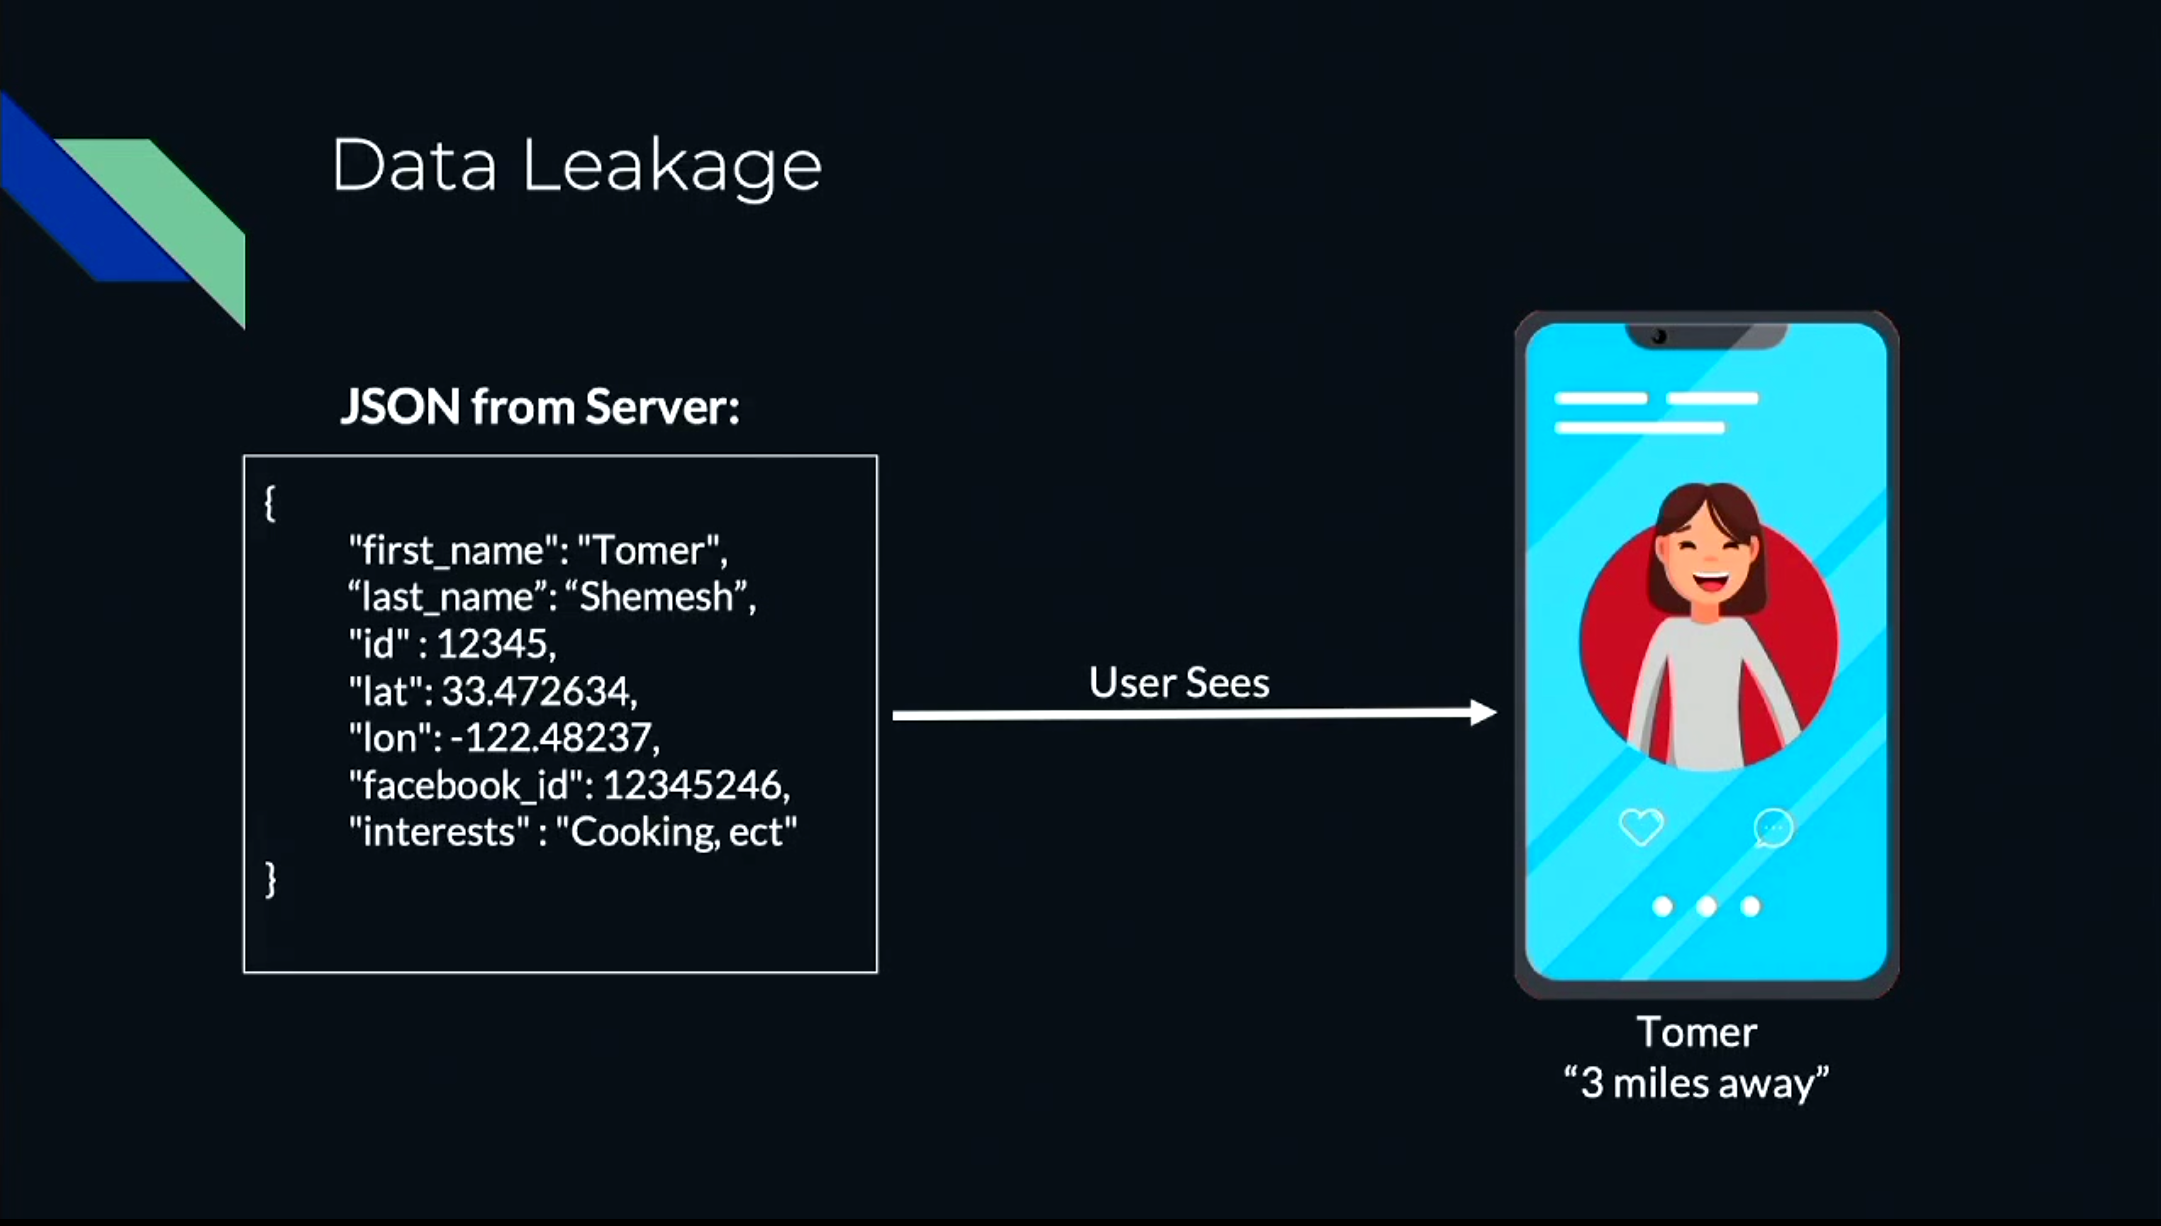 Data Leakage
JSON from Server:
{
"first_name": "Tomer",
“last_name”: “Shemesh”,
"id" : 12345,
"lat": 33.472634,
"lon": -122.48237,
"facebook_id": 12345246,
"interests" : "Cooking, ect"
}
User Sees
Tomer
“3 miles away”